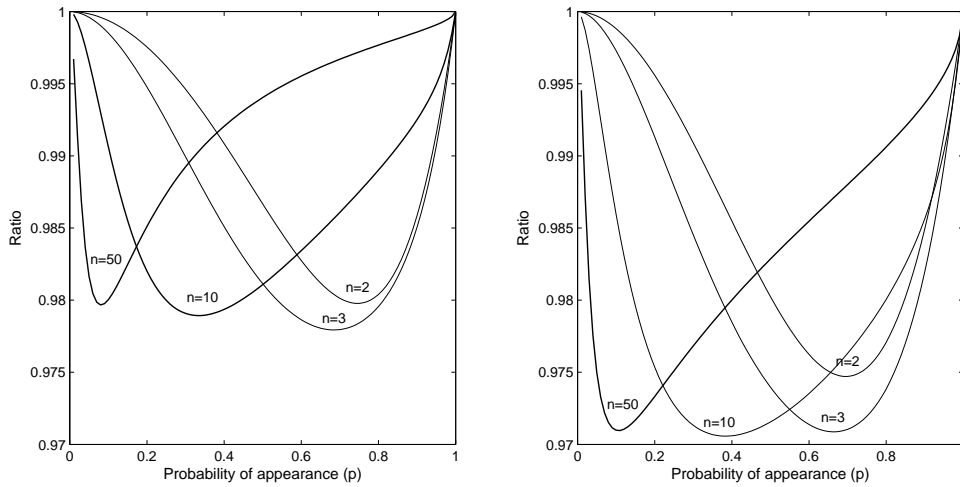 1
0.995
0.99
0.985
0.98
0.975
0.97
Ratio
n=50
n=10
n=2
n=3
0
0.2
0.4
0.6
0.8
1
Probability of appearance (p)
1
0.995
0.99
0.985
0.98
0.975
0.97
Ratio
n=50
n=10
n=2
n=3
0
0.2
0.4
0.6
0.8
Probability of appearance (p)